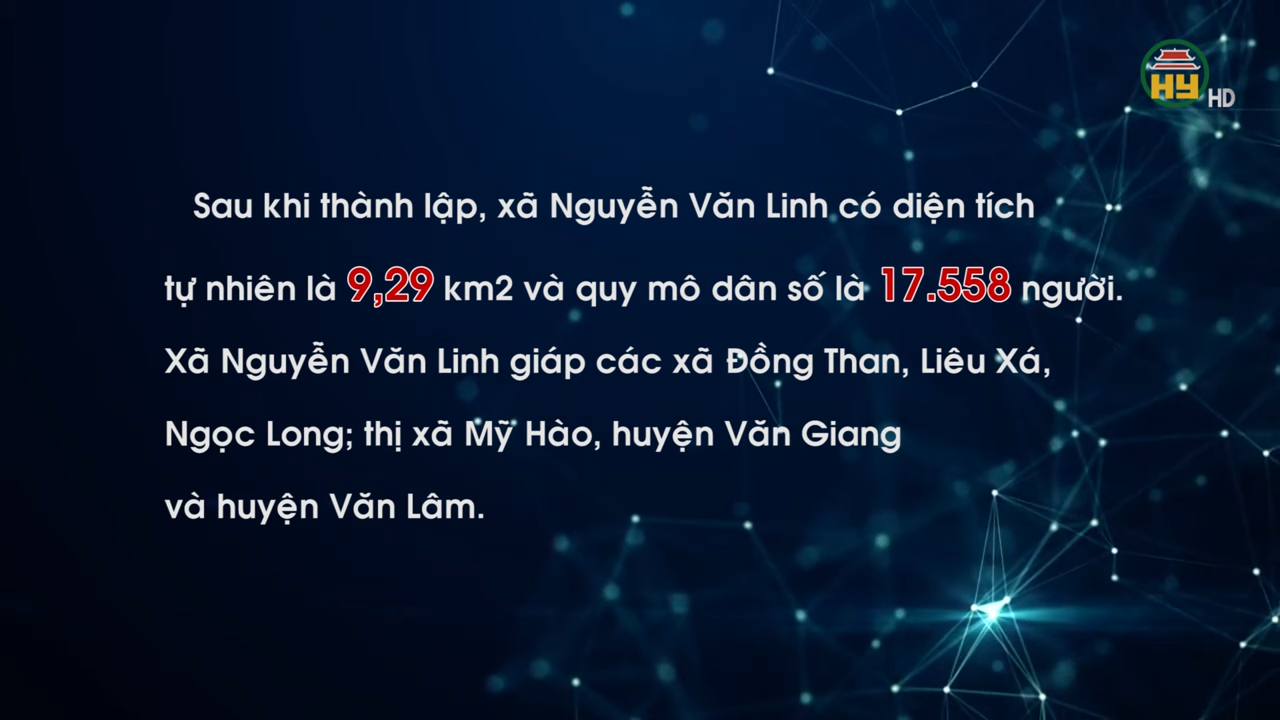 HY HD
Sau khi thành lập, xã Nguyễn Văn Linh có diện tích
tự nhiên là 9,29 km2 và quy mô dân số là 17.558 người.
Xã Nguyễn Văn Linh giáp các xã Đồng Than, Liêu Xá,
Ngọc Long; thị xã Mỹ Hào, huyện Văn Giang
và huyện Văn Lâm.